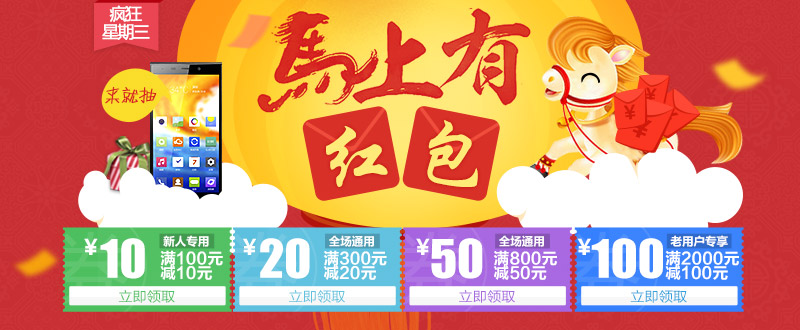 疯狂
星期三
来就抽
馬上有
红包
¥10
新人专用
满100元
减10元
立即领取
¥20
全场通用
满300元
减20元
立即领取
¥50
全场通用
满800元
减50元
立即领取
¥100
老用户专享
满2000元
减100元
立即领取